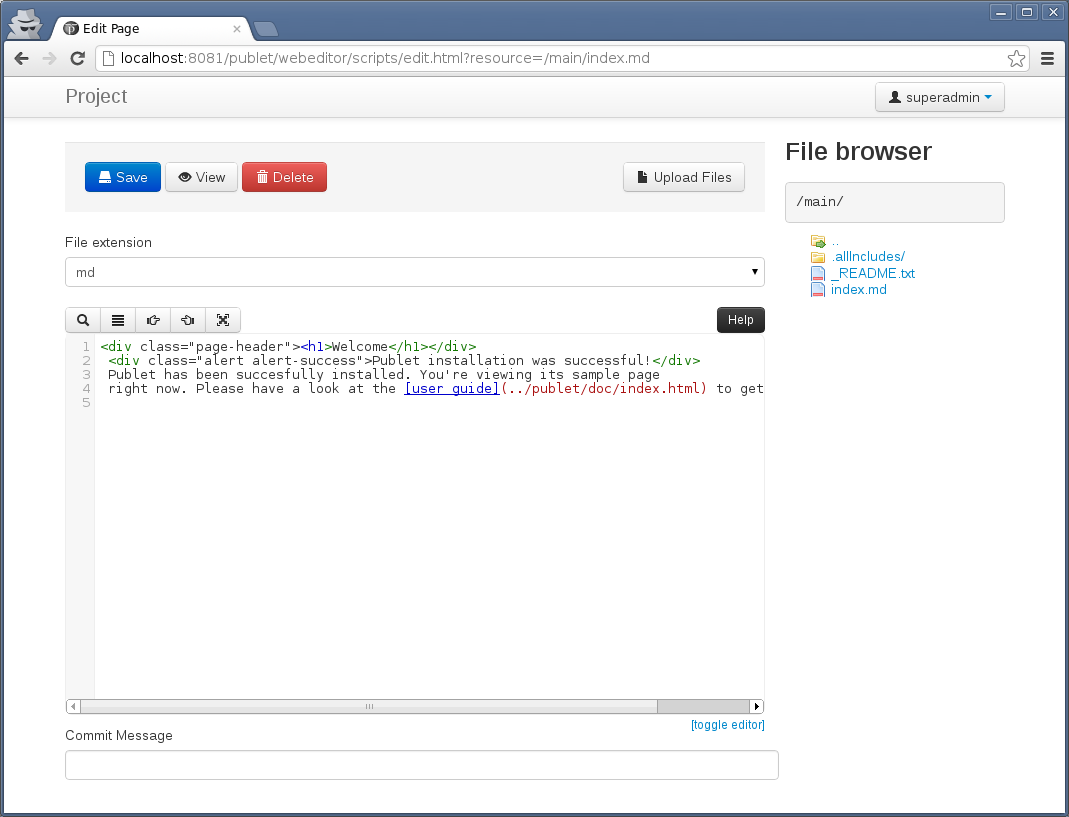 Edit Page
localhost:8081/publet/webeditor/scripts/edit.html?resource=/main/index.md
Project
superadmin
Save View Delete Upload Files
File extension
md
Help
1 <div class="page-header"><h1>Welcome</h1></div>
2 <div class="alert alert-success">Publet installation was successful!</div>
3 Publet has been succesfully installed. You're viewing its sample page
4 right now. Please have a look at the [user guide](../publet/doc/index.html) to get
5
[toggle editor]
Commit Message
File browser
/main/
..
.allIncludes/
_README.txt
index.md